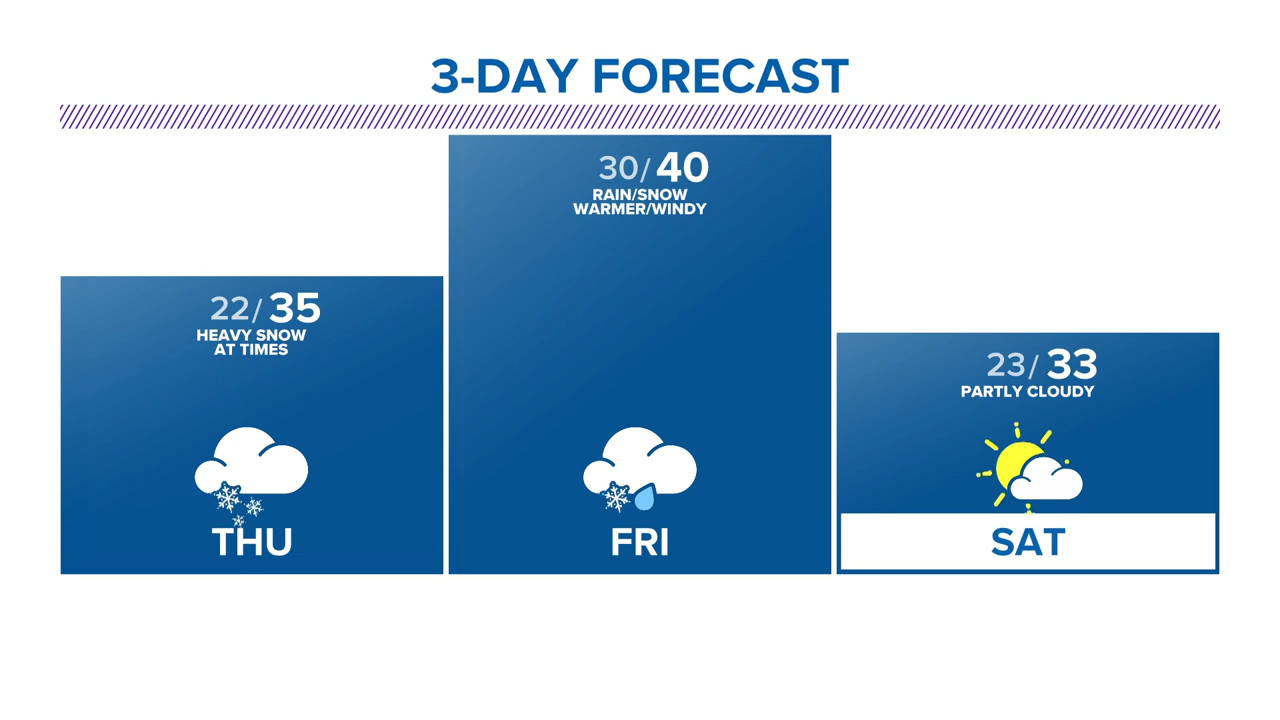 3-DAY FORECAST
22/35
HEAVY SNOW
AT TIMES
THU
30/40
RAIN/SNOW
WARMER/WINDY
FRI
23/33
PARTLY CLOUDY
SAT